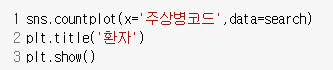 1 sns.countplot(x='주상병코드',data=search)
2 plt.title('환자')
3 plt.show()